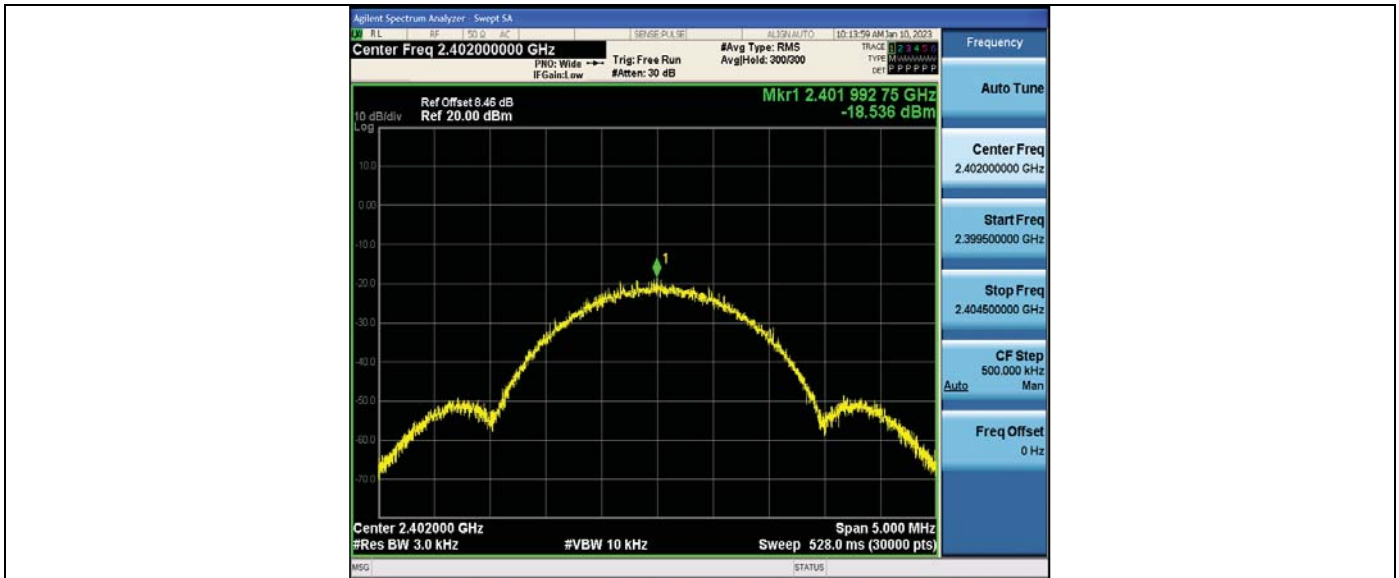 Agilent Spectrum Analyzer - Swept SA
RL RF 50 Ω AC SENSE:PULSE ALIGN AUTO 10:13:59 AM Jan 10, 2023
Center Freq 2.402000000 GHz
PNO: Wide
IFGain:Low
Trig: Free Run
#Atten: 30 dB
#Avg Type: RMS
Avg|Hold: 300/300
TRACE 1 2 3 4 5 6
TYPE M
DET P P P P P P
Frequency
Ref Offset 8.46 dB
10 dB/div Ref 20.00 dBm
Log
Mkr1 2.401 992 75 GHz
-18.536 dBm
10.0
0.00
-10.0
-20.0
-30.0
-40.0
-50.0
-60.0
-70.0
1
Center 2.402000 GHz Span 5.000 MHz
#Res BW 3.0 kHz #VBW 10 kHz Sweep 528.0 ms (30000 pts)
Auto Tune
Center Freq
2.402000000 GHz
Start Freq
2.399500000 GHz
Stop Freq
2.404500000 GHz
CF Step
500.000 kHz
Auto Man
Freq Offset
0 Hz
MSG STATUS